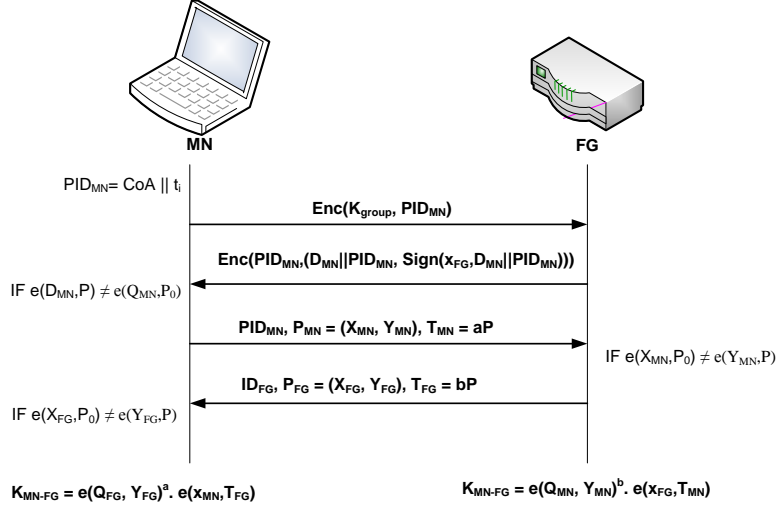 MN
FG
PID_MN= CoA || t_i
Enc(K_group, PID_MN)
Enc(PID_MN,(D_MN||PID_MN, Sign(x_FG,D_MN||PID_MN)))
IF e(D_MN,P) ≠ e(Q_MN,P_0)
PID_MN, P_MN = (X_MN, Y_MN), T_MN = aP
IF e(X_MN,P_0) ≠ e(Y_MN,P)
ID_FG, P_FG = (X_FG, Y_FG), T_FG = bP
IF e(X_FG,P_0) ≠ e(Y_FG,P)
K_MN-FG = e(Q_FG, Y_FG)^a. e(x_MN,T_FG)
K_MN-FG = e(Q_MN, Y_MN)^b. e(x_FG,T_MN)